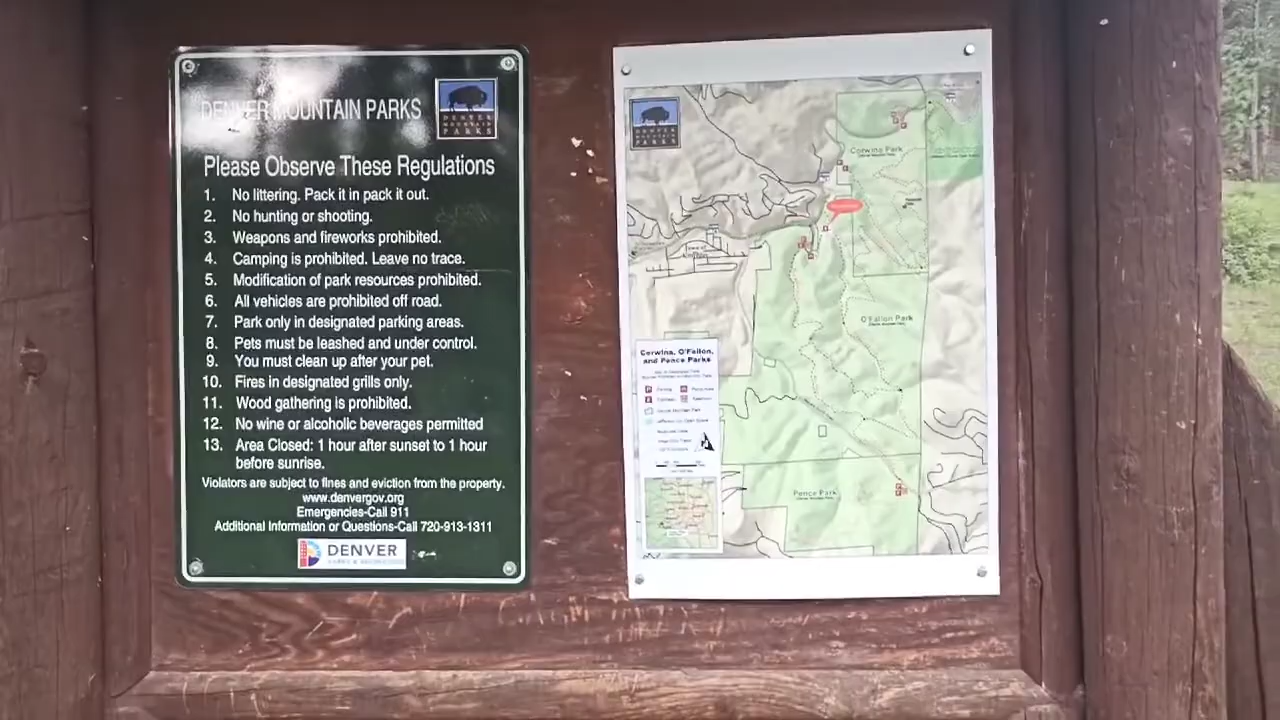 DENVER MOUNTAIN PARKS
DENVER
MOUNTAIN
PARKS
Please Observe These Regulations
1. No littering. Pack it in pack it out.
2. No hunting or shooting.
3. Weapons and fireworks prohibited.
4. Camping is prohibited. Leave no trace.
5. Modification of park resources prohibited.
6. All vehicles are prohibited off road.
7. Park only in designated parking areas.
8. Pets must be leashed and under control.
9. You must clean up after your pet.
10. Fires in designated grills only.
11. Wood gathering is prohibited.
12. No wine or alcoholic beverages permitted
13. Area Closed: 1 hour after sunset to 1 hour
before sunrise.
Violators are subject to fines and eviction from the property.
www.denvergov.org
Emergencies-Call 911
Additional Information or Questions-Call 720-913-1311
DENVER
DENVER
MOUNTAIN
PARKS
Corwina Park
O'Fallon Park
Corwina, O'Fallon,
and Pence Parks
Pence Park